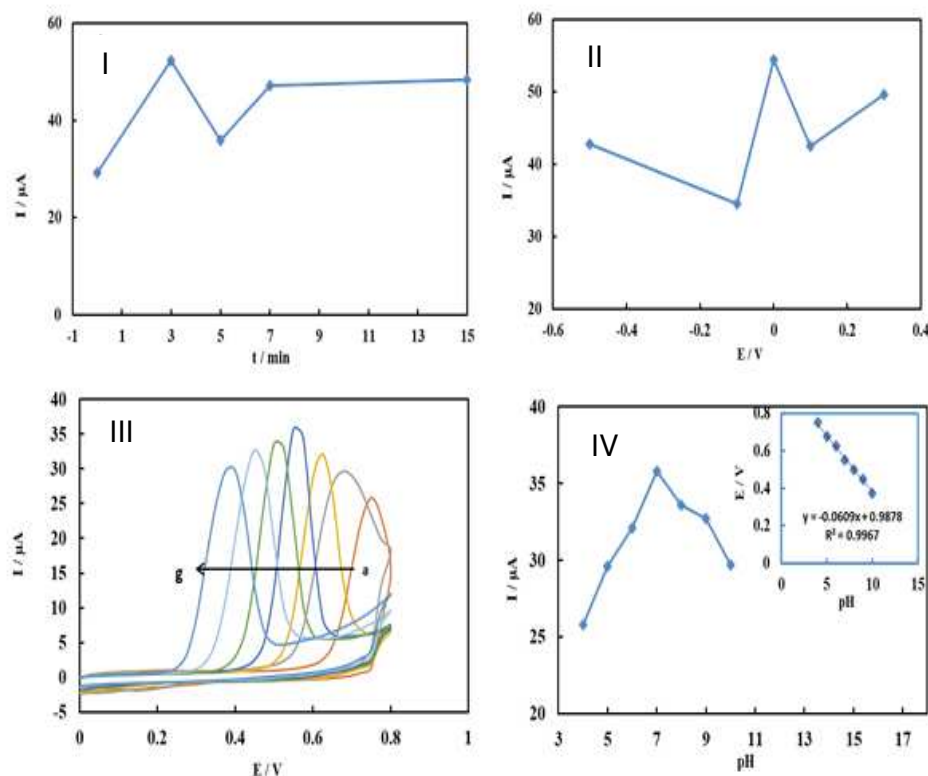 I
60
40
20
0
I / μA
-1 1 3 5 7 9 11 13 15
t / min
II
60
50
40
30
20
I / μA
-0.6 -0.4 -0.2 0 0.2 0.4
E / V
III
40
35
30
25
20
15
10
5
0
-5
I / μA
g a
0 0.2 0.4 0.6 0.8 1
E / V
IV
40
35
30
25
20
I / μA
3 5 7 9 11 13 15 17
pH
0.8
0.6
0.4
0.2
0
E / V
y = -0.0609x + 0.9878
R² = 0.9967
0 5 10 15
pH